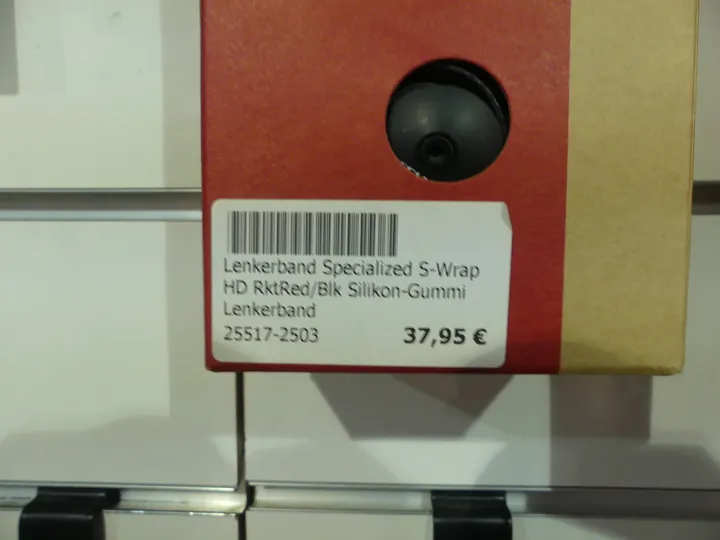 Lenkerband Specialized S-Wrap
HD RktRed/Blk Silikon-Gummi
Lenkerband
25517-2503 37,95 €